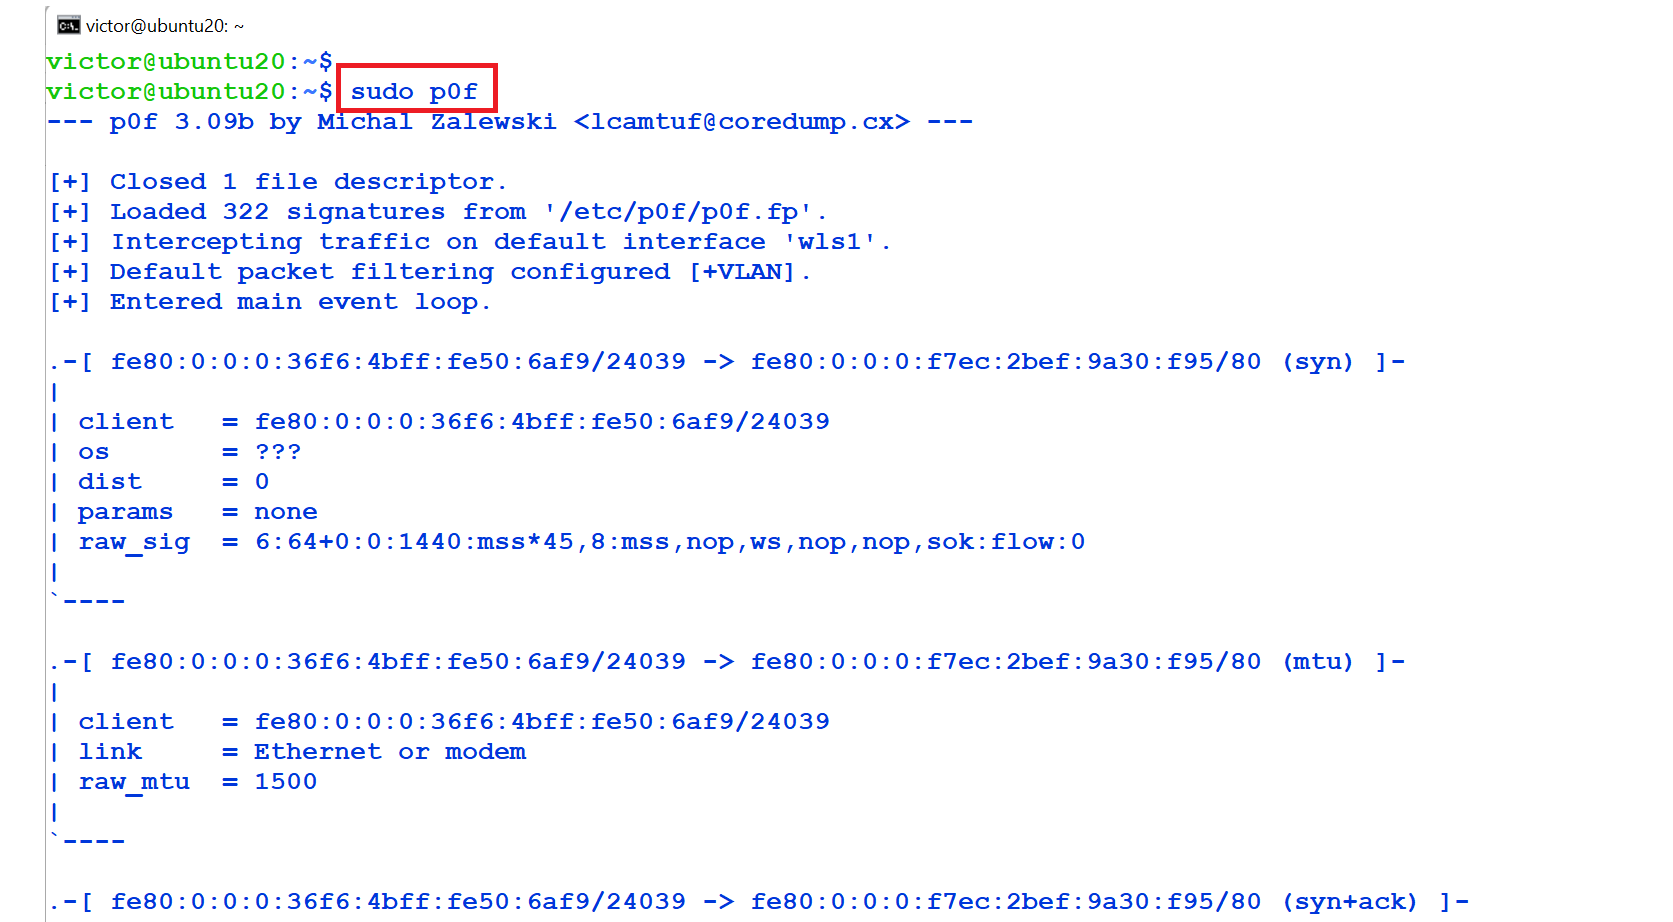 victor@ubuntu20: ~
victor@ubuntu20:~$
victor@ubuntu20:~$ sudo p0f
--- p0f 3.09b by Michal Zalewski <lcamtuf@coredump.cx> ---
[+] Closed 1 file descriptor.
[+] Loaded 322 signatures from '/etc/p0f/p0f.fp'.
[+] Intercepting traffic on default interface 'wls1'.
[+] Default packet filtering configured [+VLAN].
[+] Entered main event loop.
.-[ fe80:0:0:0:36f6:4bff:fe50:6af9/24039 -> fe80:0:0:0:f7ec:2bef:9a30:f95/80 (syn) ]-
|
| client   = fe80:0:0:0:36f6:4bff:fe50:6af9/24039
| os       = ???
| dist     = 0
| params   = none
| raw_sig  = 6:64+0:0:1440:mss*45,8:mss,nop,ws,nop,nop,sok:flow:0
|
`----
.-[ fe80:0:0:0:36f6:4bff:fe50:6af9/24039 -> fe80:0:0:0:f7ec:2bef:9a30:f95/80 (mtu) ]-
|
| client   = fe80:0:0:0:36f6:4bff:fe50:6af9/24039
| link     = Ethernet or modem
| raw_mtu  = 1500
|
`----
.-[ fe80:0:0:0:36f6:4bff:fe50:6af9/24039 -> fe80:0:0:0:f7ec:2bef:9a30:f95/80 (syn+ack) ]-